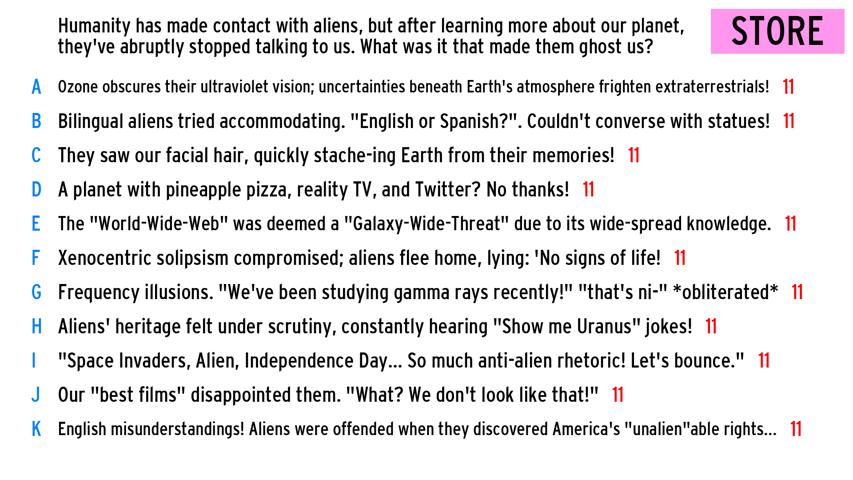 Humanity has made contact with aliens, but after learning more about our planet,
they've abruptly stopped talking to us. What was it that made them ghost us?
STORE
A Ozone obscures their ultraviolet vision; uncertainties beneath Earth's atmosphere frighten extraterrestrials! 11
B Bilingual aliens tried accommodating. "English or Spanish?". Couldn't converse with statues! 11
C They saw our facial hair, quickly stache-ing Earth from their memories! 11
D A planet with pineapple pizza, reality TV, and Twitter? No thanks! 11
E The "World-Wide-Web" was deemed a "Galaxy-Wide-Threat" due to its wide-spread knowledge. 11
F Xenocentric solipsism compromised; aliens flee home, lying: 'No signs of life! 11
G Frequency illusions. "We've been studying gamma rays recently!" "that's ni-" *obliterated* 11
H Aliens' heritage felt under scrutiny, constantly hearing "Show me Uranus" jokes! 11
I "Space Invaders, Alien, Independence Day... So much anti-alien rhetoric! Let's bounce." 11
J Our "best films" disappointed them. "What? We don't look like that!" 11
K English misunderstandings! Aliens were offended when they discovered America's "unalien"able rights... 11